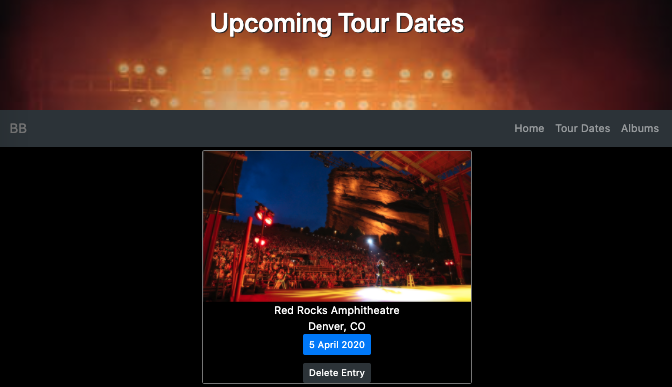 Upcoming Tour Dates
BB
Home Tour Dates Albums
Red Rocks Amphitheatre
Denver, CO
5 April 2020
Delete Entry